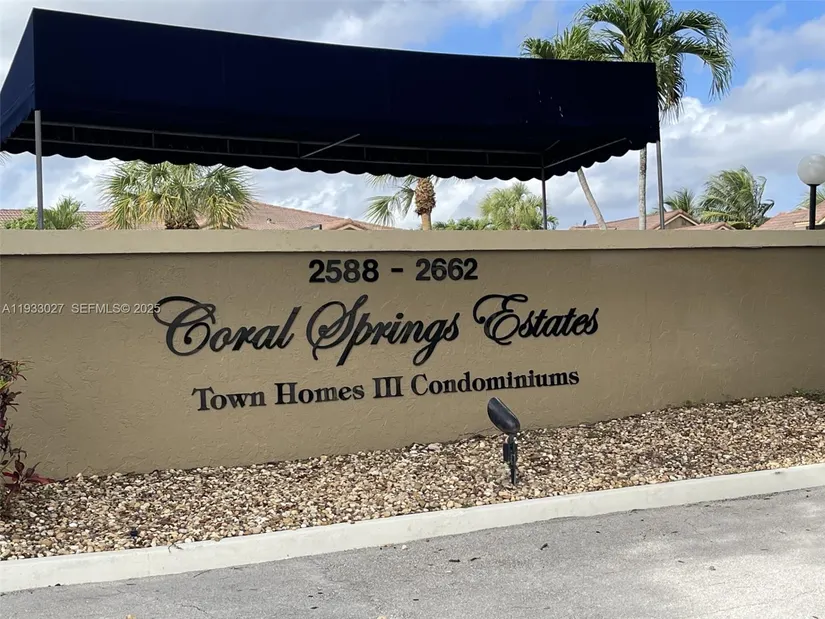 2588 - 2662
A11933027 SEFMLS© 2025
Coral Springs Estates
Town Homes III Condominiums